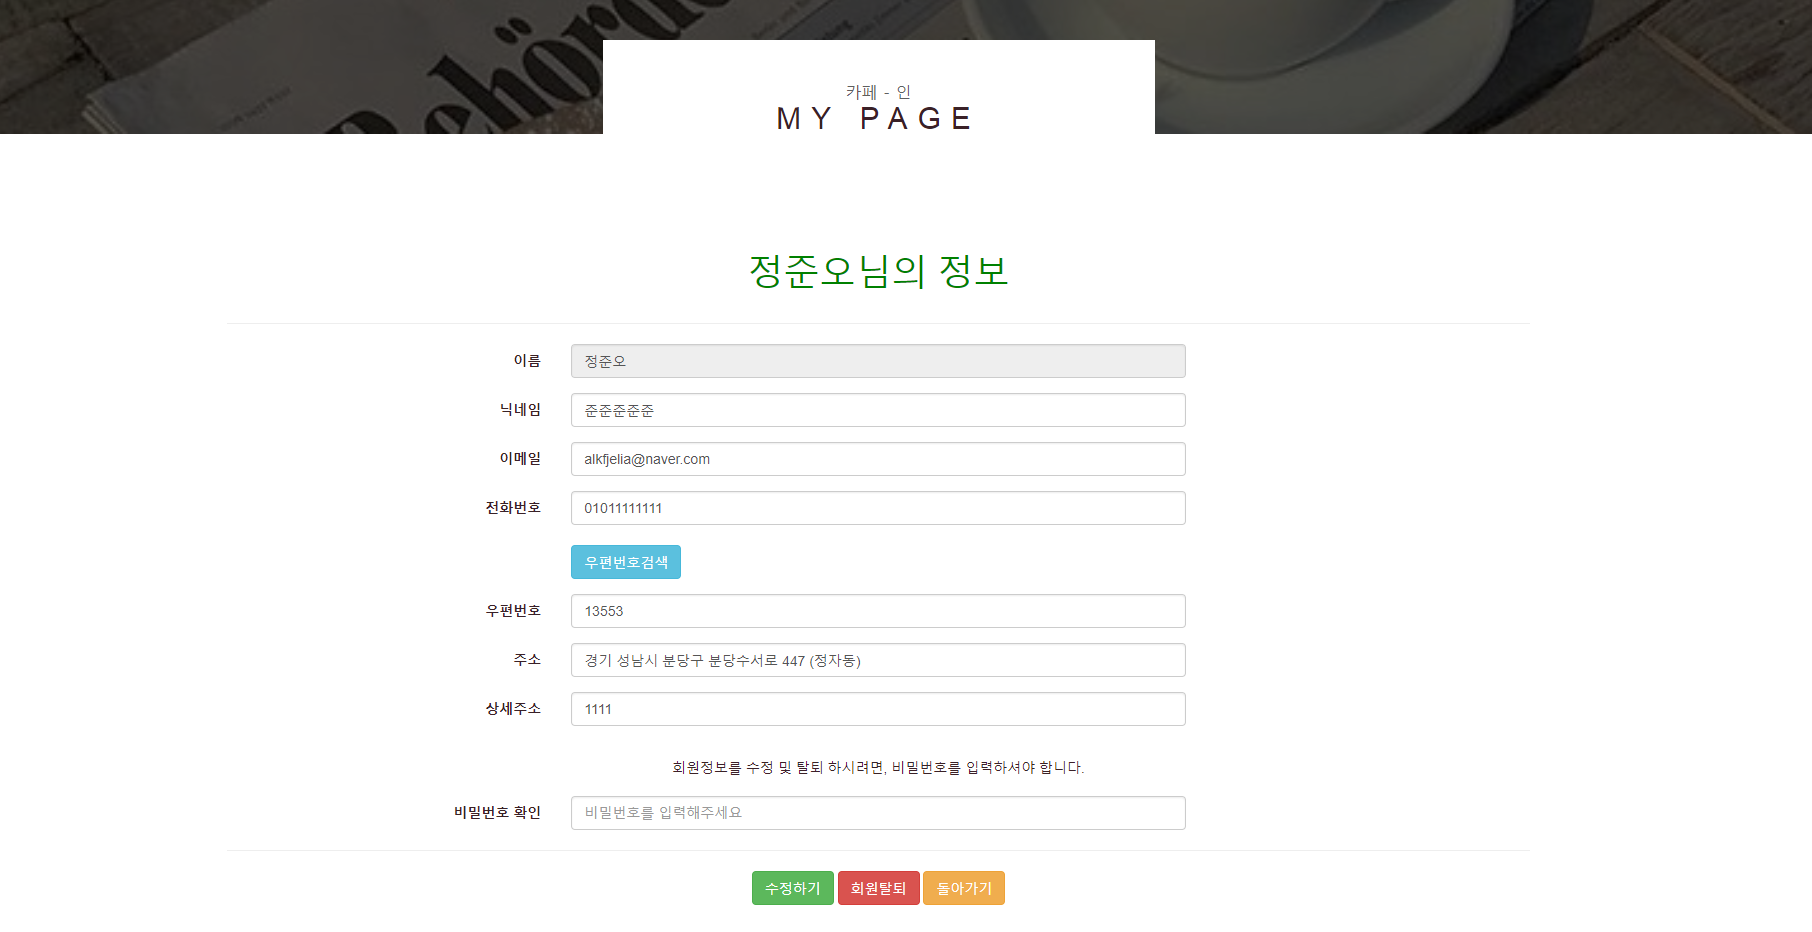 Behörde
카페 - 인
MY PAGE
정준오님의 정보
이름 정준오
닉네임 준준준준준
이메일 alkfjelia@naver.com
전화번호 01011111111
우편번호검색
우편번호 13553
주소 경기 성남시 분당구 분당수서로 447 (정자동)
상세주소 1111
회원정보를 수정 및 탈퇴 하시려면, 비밀번호를 입력하셔야 합니다.
비밀번호 확인 비밀번호를 입력해주세요
수정하기 회원탈퇴 돌아가기